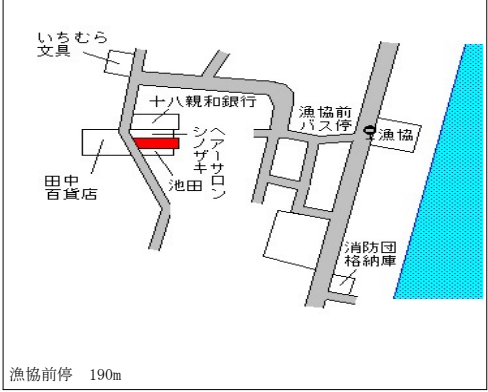 いちむら
文具
十八親和銀行
漁協前
バス停
漁協
ヘアーサロン
シノザキ
田中
百貨店
池田
消防団
格納庫
漁協前停 190m